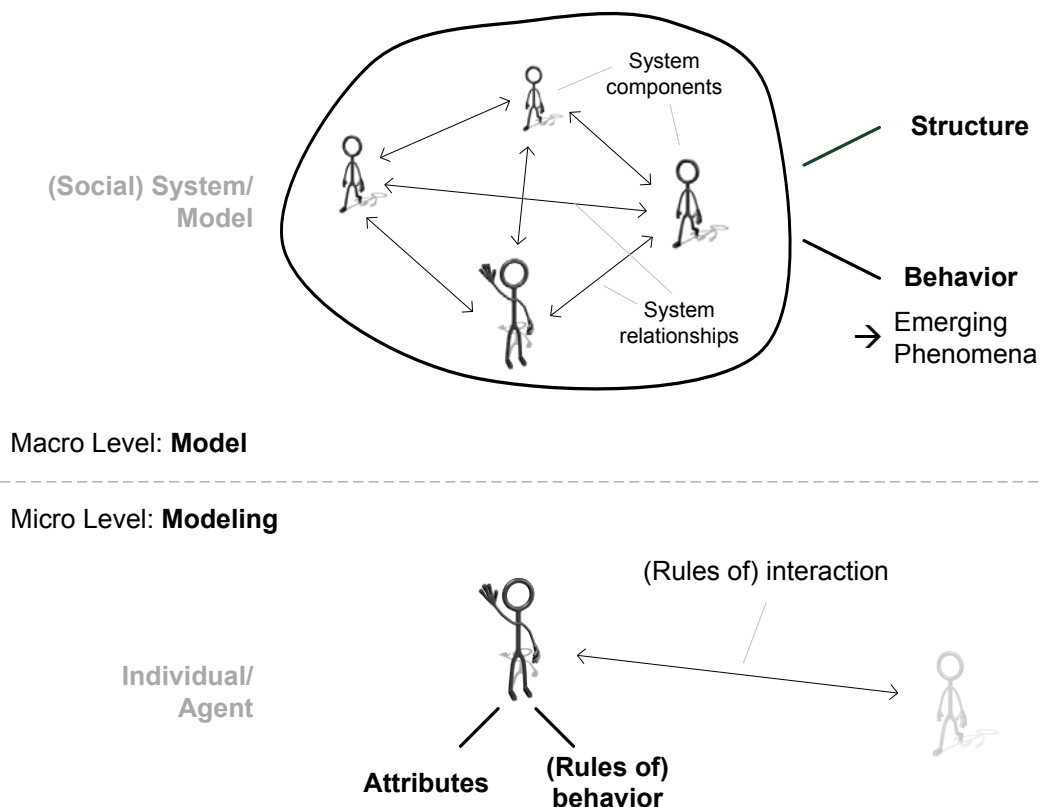 System
components
Structure
(Social) System/
Model
Behavior
System
relationships
→ Emerging
Phenomena
Macro Level: Model
Micro Level: Modeling
(Rules of) interaction
Individual/
Agent
Attributes
(Rules of)
behavior